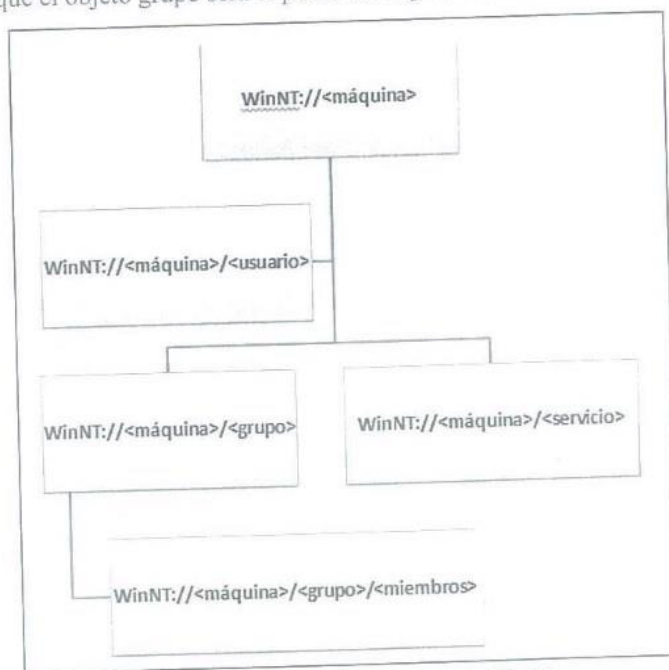 que el objeto grupo
WinNT://<máquina>
WinNT://<máquina>/<usuario>
WinNT://<máquina>/<grupo>
WinNT://<máquina>/<servicio>
WinNT://<máquina>/<grupo>/<miembros>